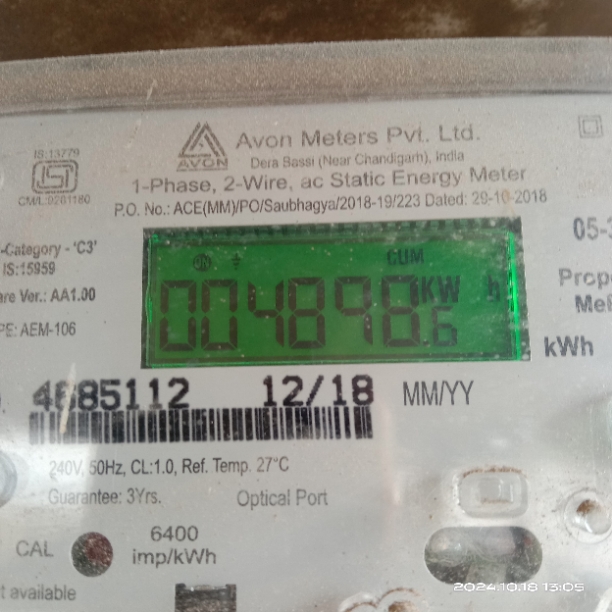 IS:13779
ISI
CM/L:9261180
AVON
Avon Meters Pvt. Ltd.
Dera Bassi (Near Chandigarh), India
1-Phase, 2-Wire, ac Static Energy Meter
P.O. No.: ACE(MM)/PO/Saubhagya/2018-19/223 Dated: 29-10-2018
-Category - 'C3'
IS:15959
are Ver.: AA1.00
PE: AEM-106
CUM
004898.6 KW h
05-
Prop
Me
kWh
4685112 12/18 MM/YY
240V, 50Hz, CL:1.0, Ref. Temp. 27°C
Guarantee: 3Yrs. Optical Port
CAL
6400
imp/kWh
t available
2024.10.18 13:05